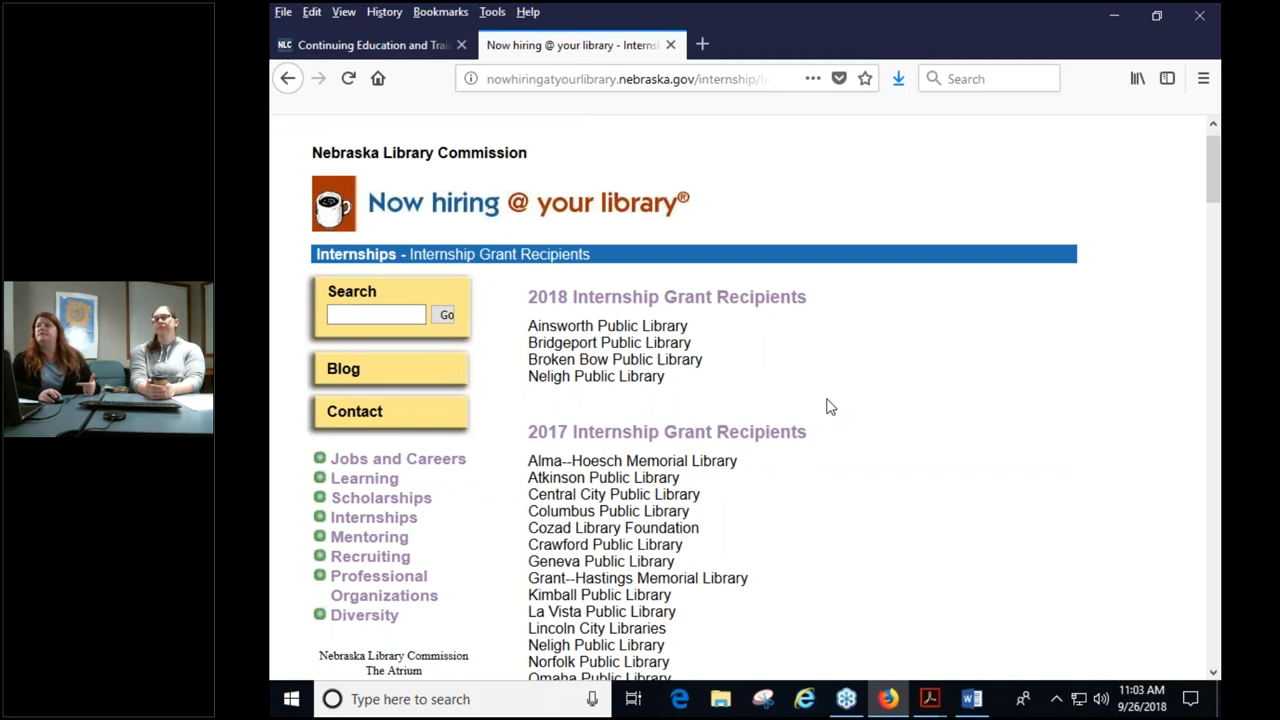 File Edit View History Bookmarks Tools Help
NLC Continuing Education and Trai
Now hiring @ your library - Interns
nowhiringatyourlibrary.nebraska.gov/internship/I
Search
Nebraska Library Commission
Now hiring @ your library®
Internships - Internship Grant Recipients
Search
Go
Blog
Contact
Jobs and Careers
Learning
Scholarships
Internships
Mentoring
Recruiting
Professional
Organizations
Diversity
Nebraska Library Commission
The Atrium
2018 Internship Grant Recipients
Ainsworth Public Library
Bridgeport Public Library
Broken Bow Public Library
Neligh Public Library
2017 Internship Grant Recipients
Alma--Hoesch Memorial Library
Atkinson Public Library
Central City Public Library
Columbus Public Library
Cozad Library Foundation
Crawford Public Library
Geneva Public Library
Grant--Hastings Memorial Library
Kimball Public Library
La Vista Public Library
Lincoln City Libraries
Neligh Public Library
Norfolk Public Library
Omaha Public Library
Type here to search
11:03 AM
9/26/2018